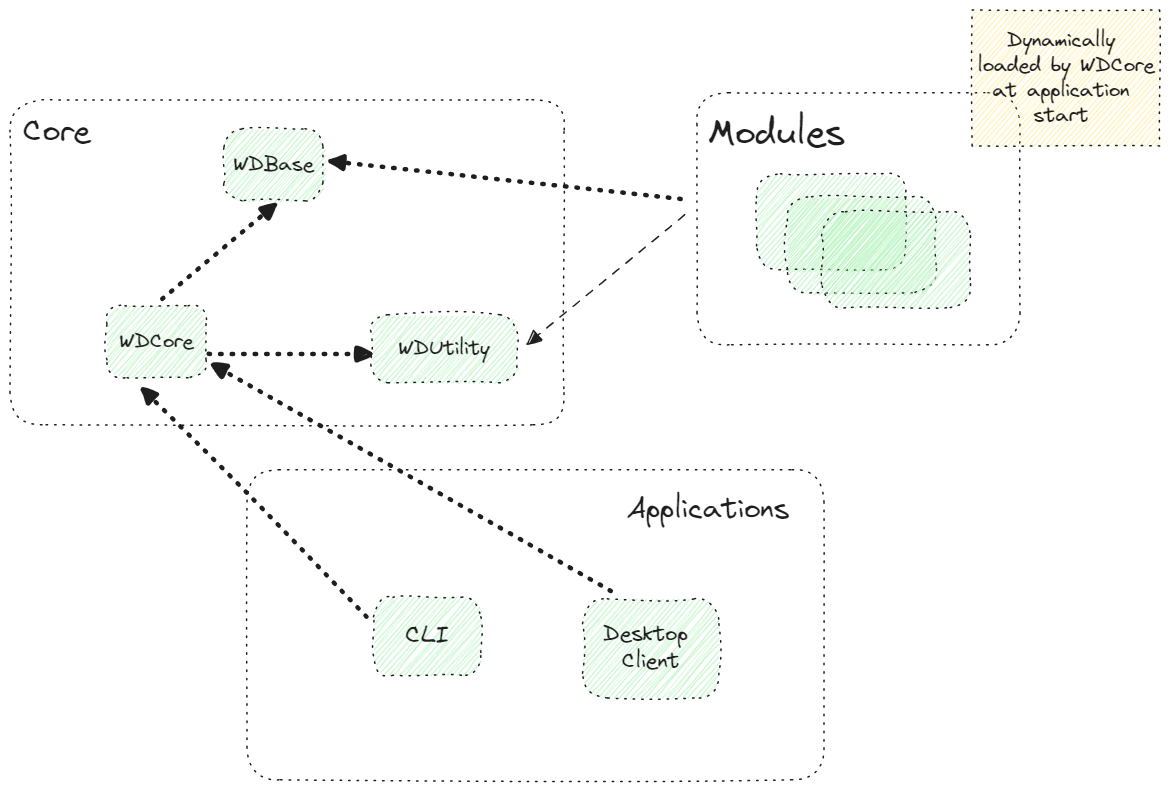 Dynamically
loaded by WDCore
at application
start
Core
Modules
WDBase
WDCore
WDUtility
Applications
CLI
Desktop
Client